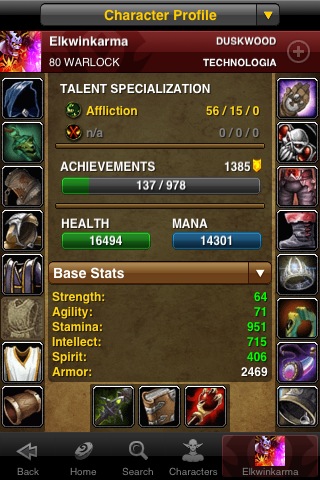 Character Profile
Elkwinkarma DUSKWOOD
80 WARLOCK TECHNOLOGIA
TALENT SPECIALIZATION
Affliction 56 / 15 / 0
n/a 0 / 0 / 0
ACHIEVEMENTS 1385
137 / 978
HEALTH MANA
16494 14301
Base Stats
Strength: 64
Agility: 71
Stamina: 951
Intellect: 715
Spirit: 406
Armor: 2469
Back Home Search Characters Elkwinkarma